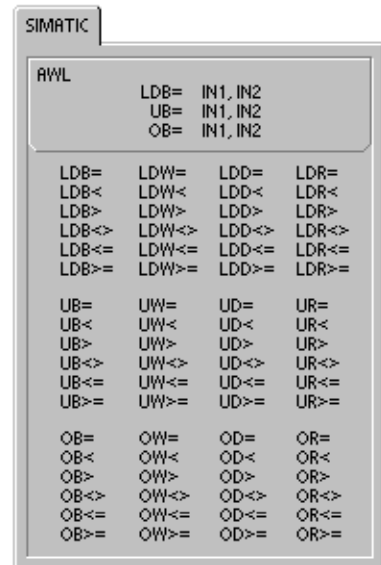 SIMATIC
AWL
LDB= IN1, IN2
UB= IN1, IN2
OB= IN1, IN2
LDB= LDW= LDD= LDR=
LDB< LDW< LDD< LDR<
LDB> LDW> LDD> LDR>
LDB<> LDW<> LDD<> LDR<>
LDB<= LDW<= LDD<= LDR<=
LDB>= LDW>= LDD>= LDR>=
UB= UW= UD= UR=
UB< UW< UD< UR<
UB> UW> UD> UR>
UB<> UW<> UD<> UR<>
UB<= UW<= UD<= UR<=
UB>= UW>= UD>= UR>=
OB= OW= OD= OR=
OB< OW< OD< OR<
OB> OW> OD> OR>
OB<> OW<> OD<> OR<>
OB<= OW<= OD<= OR<=
OB>= OW>= OD>= OR>=